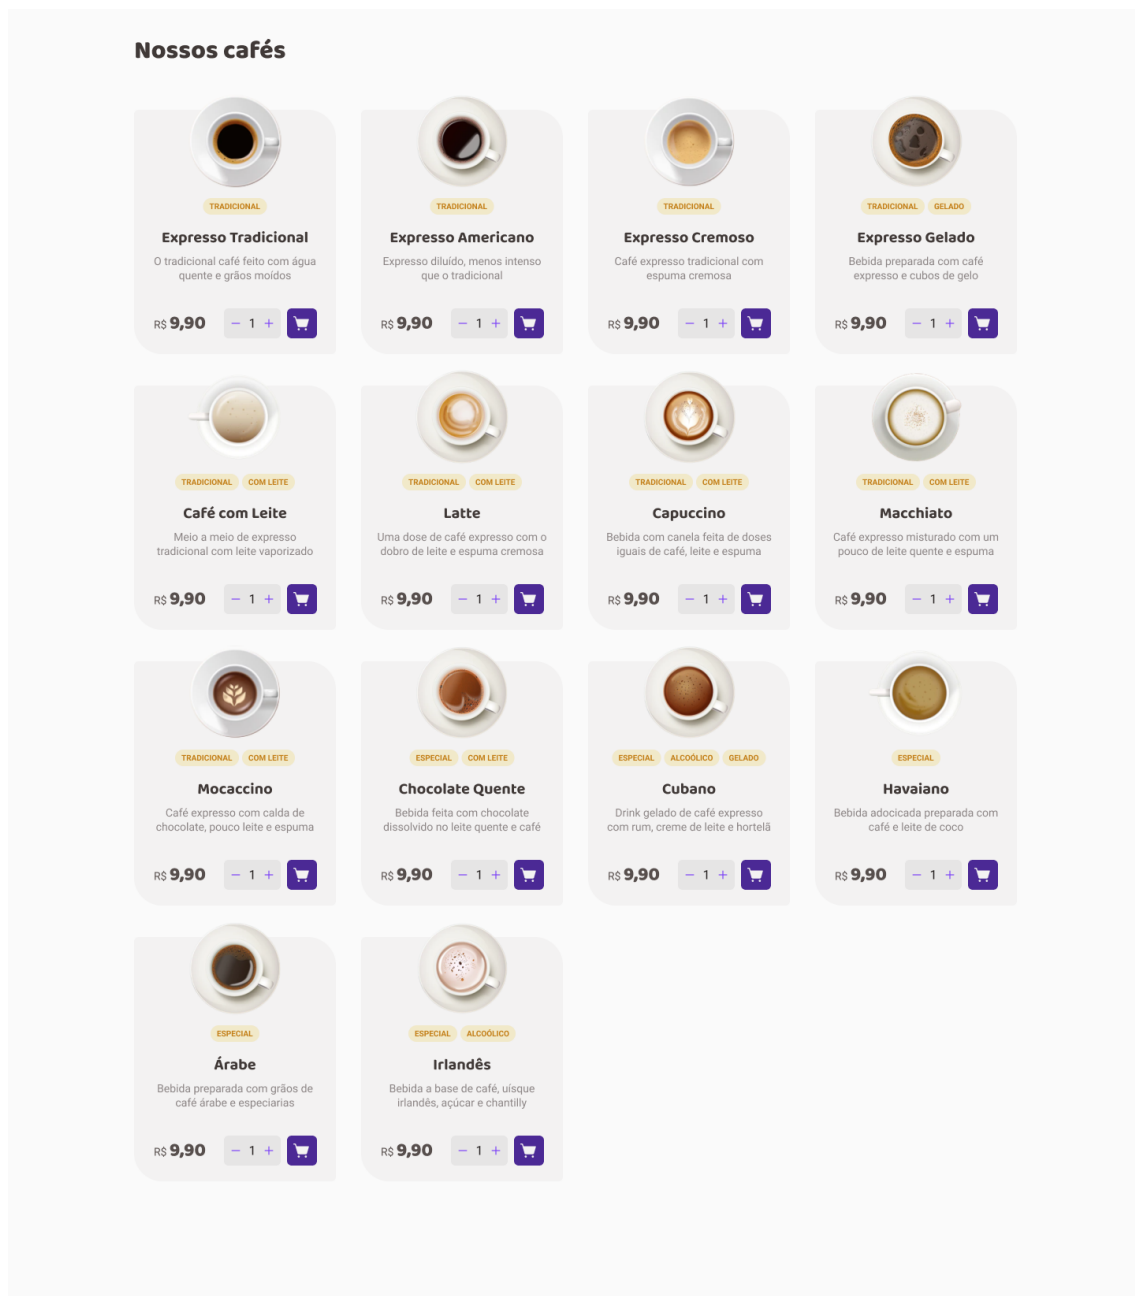 Nossos cafés
TRADICIONAL
Expresso Tradicional
O tradicional café feito com água
quente e grãos moídos
R$ 9,90 − 1 +
TRADICIONAL
Expresso Americano
Expresso diluído, menos intenso
que o tradicional
R$ 9,90 − 1 +
TRADICIONAL
Expresso Cremoso
Café expresso tradicional com
espuma cremosa
R$ 9,90 − 1 +
TRADICIONAL GELADO
Expresso Gelado
Bebida preparada com café
expresso e cubos de gelo
R$ 9,90 − 1 +
TRADICIONAL COM LEITE
Café com Leite
Meio a meio de expresso
tradicional com leite vaporizado
R$ 9,90 − 1 +
TRADICIONAL COM LEITE
Latte
Uma dose de café expresso com o
dobro de leite e espuma cremosa
R$ 9,90 − 1 +
TRADICIONAL COM LEITE
Capuccino
Bebida com canela feita de doses
iguais de café, leite e espuma
R$ 9,90 − 1 +
TRADICIONAL COM LEITE
Macchiato
Café expresso misturado com um
pouco de leite quente e espuma
R$ 9,90 − 1 +
TRADICIONAL COM LEITE
Mocaccino
Café expresso com calda de
chocolate, pouco leite e espuma
R$ 9,90 − 1 +
ESPECIAL COM LEITE
Chocolate Quente
Bebida feita com chocolate
dissolvido no leite quente e café
R$ 9,90 − 1 +
ESPECIAL ALCOÓLICO GELADO
Cubano
Drink gelado de café expresso
com rum, creme de leite e hortelã
R$ 9,90 − 1 +
ESPECIAL
Havaiano
Bebida adocicada preparada com
café e leite de coco
R$ 9,90 − 1 +
ESPECIAL
Árabe
Bebida preparada com grãos de
café árabe e especiarias
R$ 9,90 − 1 +
ESPECIAL ALCOÓLICO
Irlandês
Bebida a base de café, uísque
irlandês, açúcar e chantilly
R$ 9,90 − 1 +